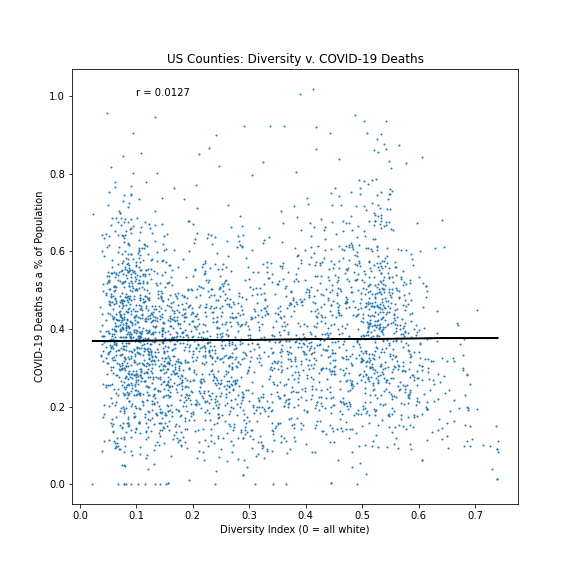 US Counties: Diversity v. COVID-19 Deaths
r = 0.0127
COVID-19 Deaths as a % of Population
1.0
0.8
0.6
0.4
0.2
0.0
0.0 0.1 0.2 0.3 0.4 0.5 0.6 0.7
Diversity Index (0 = all white)